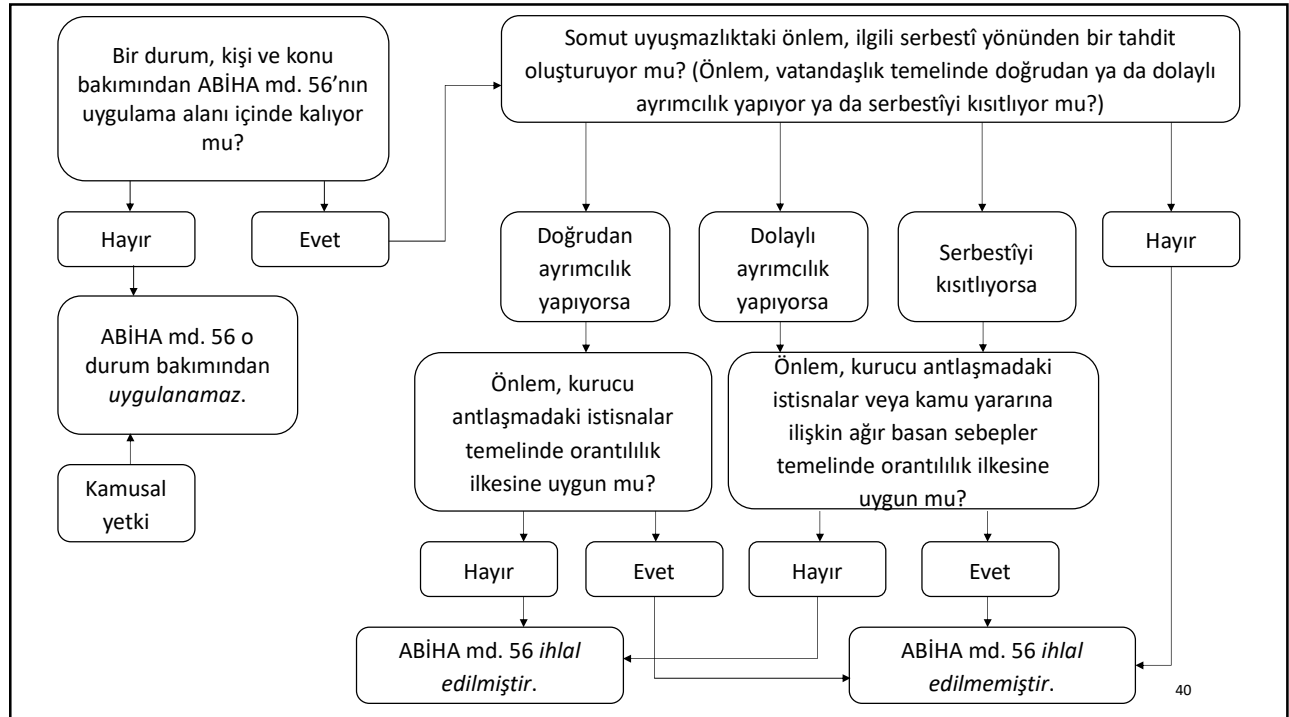 Bir durum, kişi ve konu
bakımından ABİHA md. 56’nın
uygulama alanı içinde kalıyor
mu?
Somut uyuşmazlıktaki önlem, ilgili serbestî yönünden bir tahdit
oluşturuyor mu? (Önlem, vatandaşlık temelinde doğrudan ya da dolaylı
ayrımcılık yapıyor ya da serbestîyi kısıtlıyor mu?)
Hayır
Evet
Doğrudan
ayrımcılık
yapıyorsa
Dolaylı
ayrımcılık
yapıyorsa
Serbestîyi
kısıtlıyorsa
Hayır
ABİHA md. 56 o
durum bakımından
uygulanamaz.
Kamusal
yetki
Önlem, kurucu
antlaşmadaki istisnalar
temelinde orantılılık
ilkesine uygun mu?
Önlem, kurucu antlaşmadaki
istisnalar veya kamu yararına
ilişkin ağır basan sebepler
temelinde orantılılık ilkesine
uygun mu?
Hayır
Evet
Hayır
Evet
ABİHA md. 56 ihlal
edilmiştir.
ABİHA md. 56 ihlal
edilmemiştir.
40